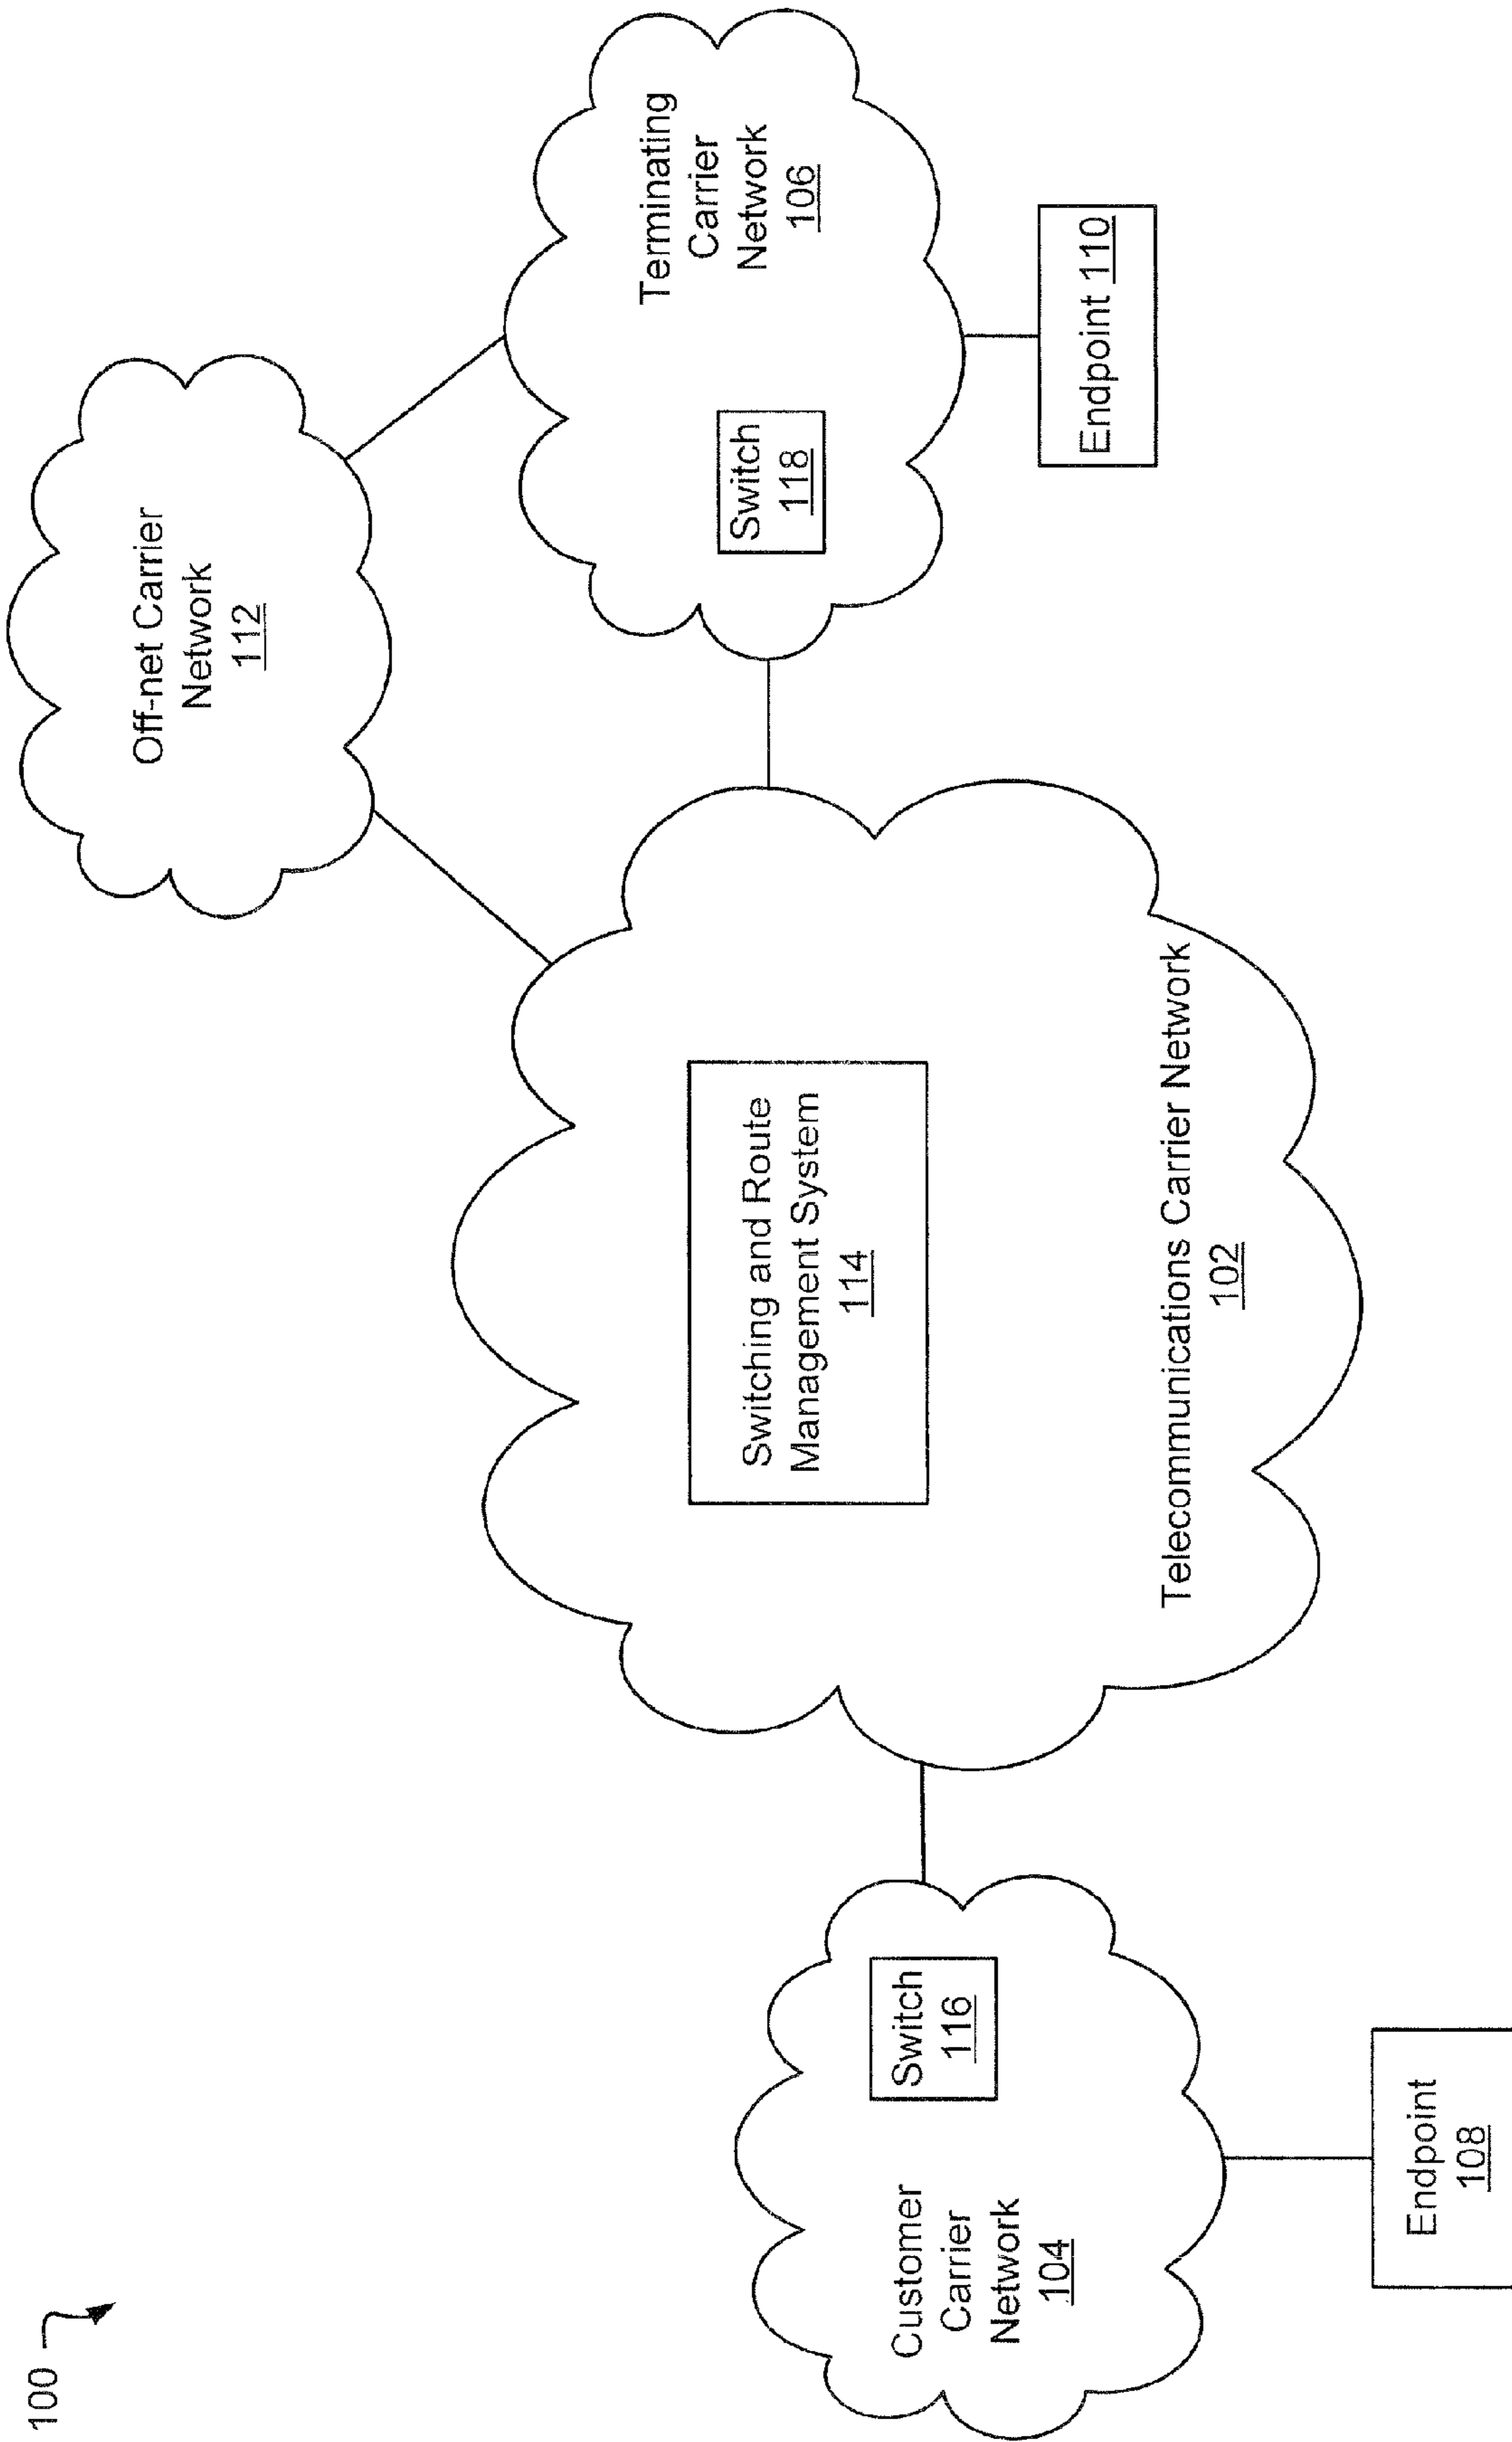 100
Off-net Carrier
Network
112
Terminating
Carrier
Network
106
Switch
118
Endpoint 110
Switching and Route
Management System
114
Telecommunications Carrier Network
102
Switch
116
Customer
Carrier
Network
104
Endpoint
108